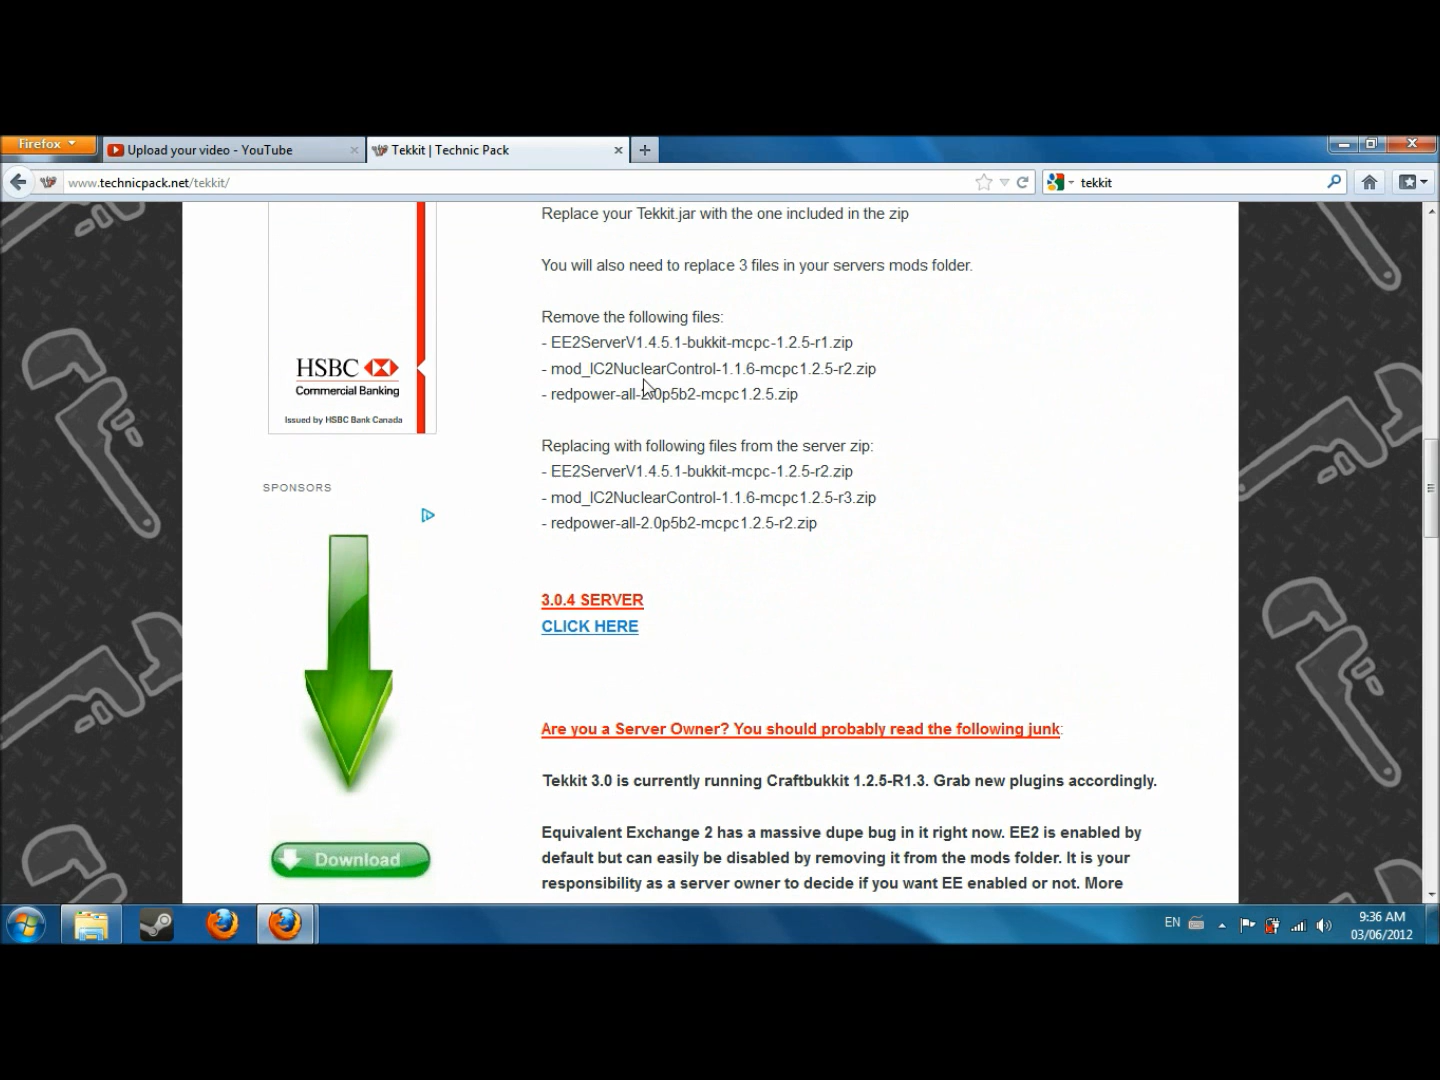 Firefox
Upload your video - YouTube
Tekkit | Technic Pack
www.technicpack.net/tekkit/
tekkit
Replace your Tekkit.jar with the one included in the zip
You will also need to replace 3 files in your servers mods folder.
Remove the following files:
- EE2ServerV1.4.5.1-bukkit-mcpc-1.2.5-r1.zip
- mod_IC2NuclearControl-1.1.6-mcpc1.2.5-r2.zip
- redpower-all-2.0p5b2-mcpc1.2.5.zip
HSBC
Commercial Banking
Issued by HSBC Bank Canada
Replacing with following files from the server zip:
- EE2ServerV1.4.5.1-bukkit-mcpc-1.2.5-r2.zip
- mod_IC2NuclearControl-1.1.6-mcpc1.2.5-r3.zip
- redpower-all-2.0p5b2-mcpc1.2.5-r2.zip
SPONSORS
3.0.4 SERVER
CLICK HERE
Are you a Server Owner? You should probably read the following junk:
Tekkit 3.0 is currently running Craftbukkit 1.2.5-R1.3. Grab new plugins accordingly.
Equivalent Exchange 2 has a massive dupe bug in it right now. EE2 is enabled by
default but can easily be disabled by removing it from the mods folder. It is your
responsibility as a server owner to decide if you want EE enabled or not. More
Download
EN
9:36 AM
03/06/2012